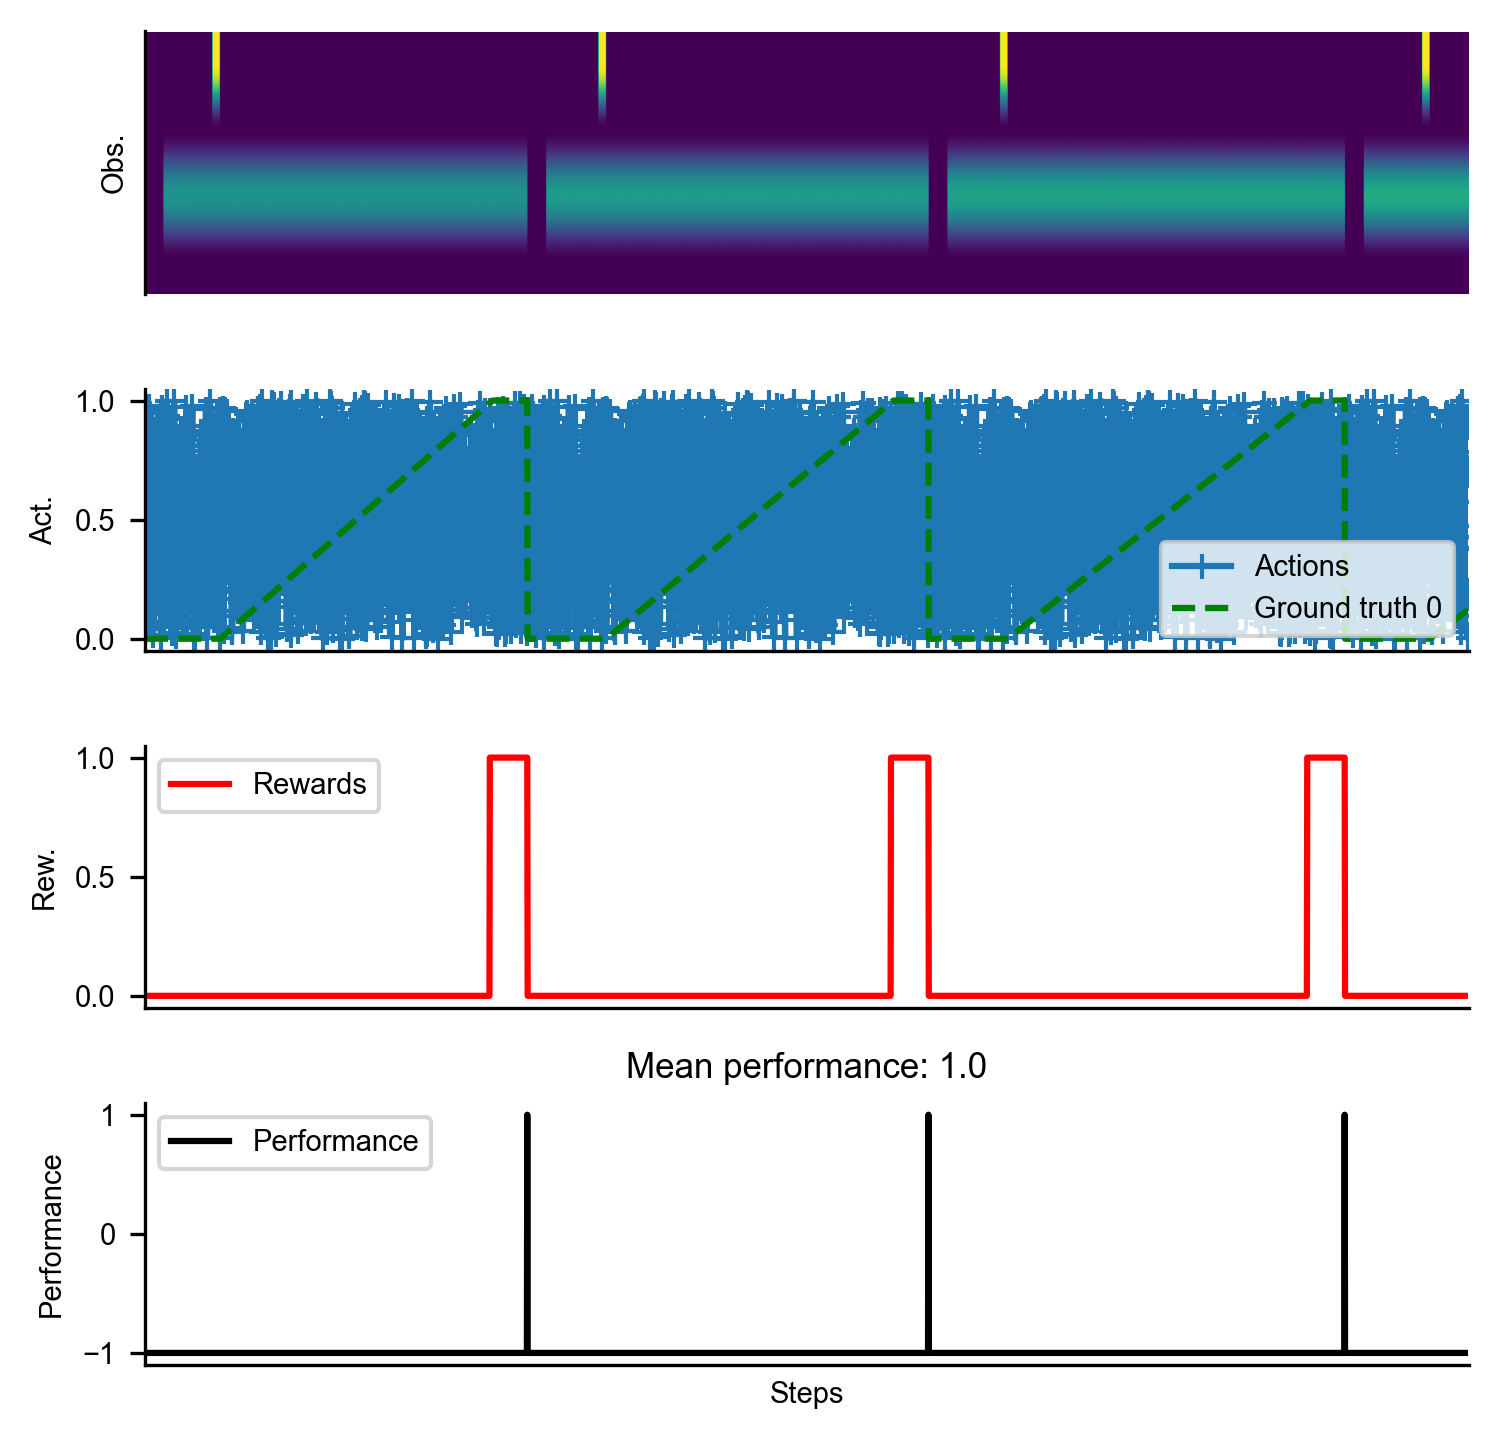 Obs.
1.0
0.5
0.0
Act.
Actions
Ground truth 0
1.0
0.5
0.0
Rew.
Rewards
Mean performance: 1.0
1
0
−1
Performance
Performance
Steps